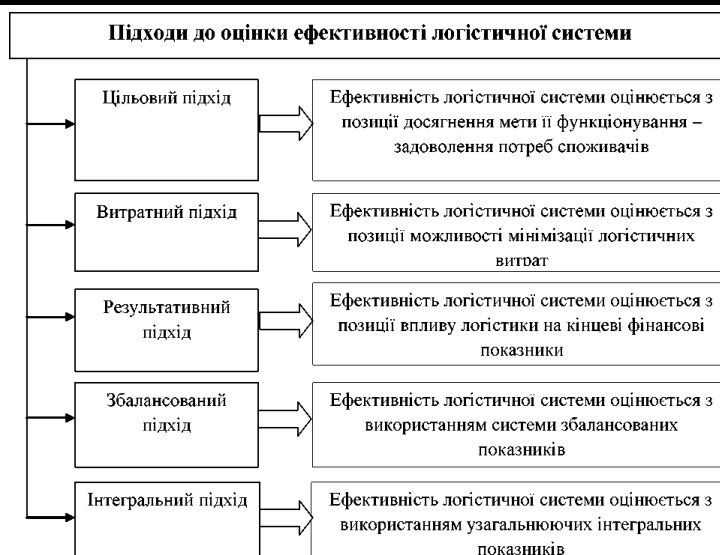 Підходи до оцінки ефективності логістичної системи
Цільовий підхід
Ефективність логістичної системи оцінюється з
позиції досягнення мети її функціонування –
задоволення потреб споживачів
Витратний підхід
Ефективність логістичної системи оцінюється з
позиції можливості мінімізації логістичних
витрат
Результативний
підхід
Ефективність логістичної системи оцінюється з
позиції впливу логістики на кінцеві фінансові
показники
Збалансований
підхід
Ефективність логістичної системи оцінюється з
використанням системи збалансованих
показників
Інтегральний підхід
Ефективність логістичної системи оцінюється з
використанням узагальнюючих інтегральних
показників